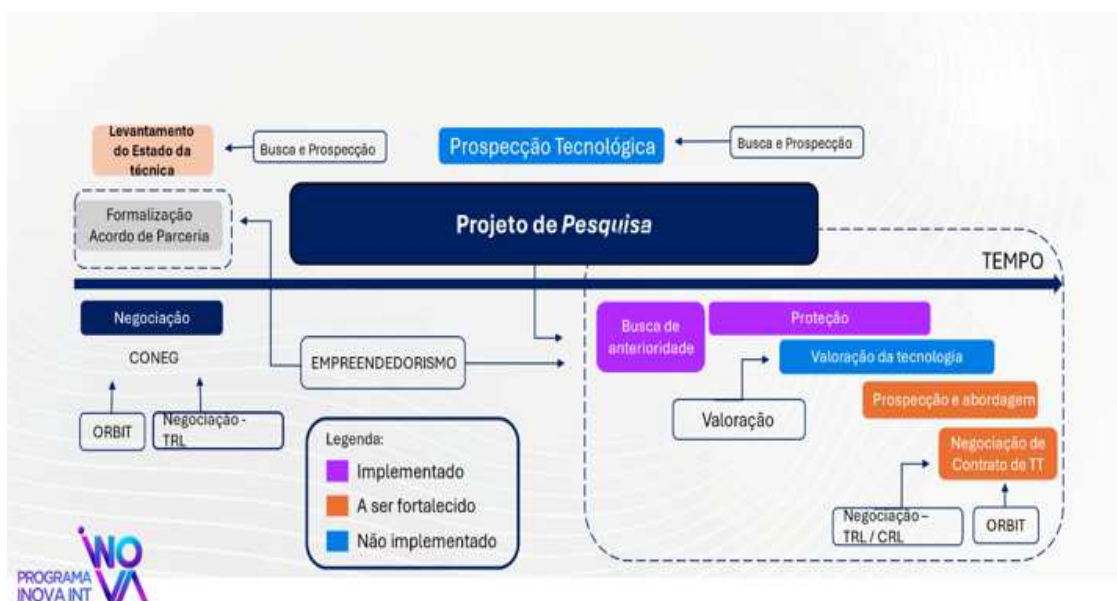 Levantamento
do Estado da
técnica
Busca e Prospecção
Prospecção Tecnológica
Busca e Prospecção
Formalização
Acordo de Parceria
Projeto de Pesquisa
TEMPO
Negociação
CONEG
ORBIT
Negociação -
TRL
EMPREENDEDORISMO
Busca de
anterioridade
Proteção
Valoração da tecnologia
Valoração
Prospecção e abordagem
Negociação de
Contrato de TT
Negociação –
TRL / CRL
ORBIT
Legenda:
Implementado
A ser fortalecido
Não implementado
iNOVA
PROGRAMA
INOVA INT